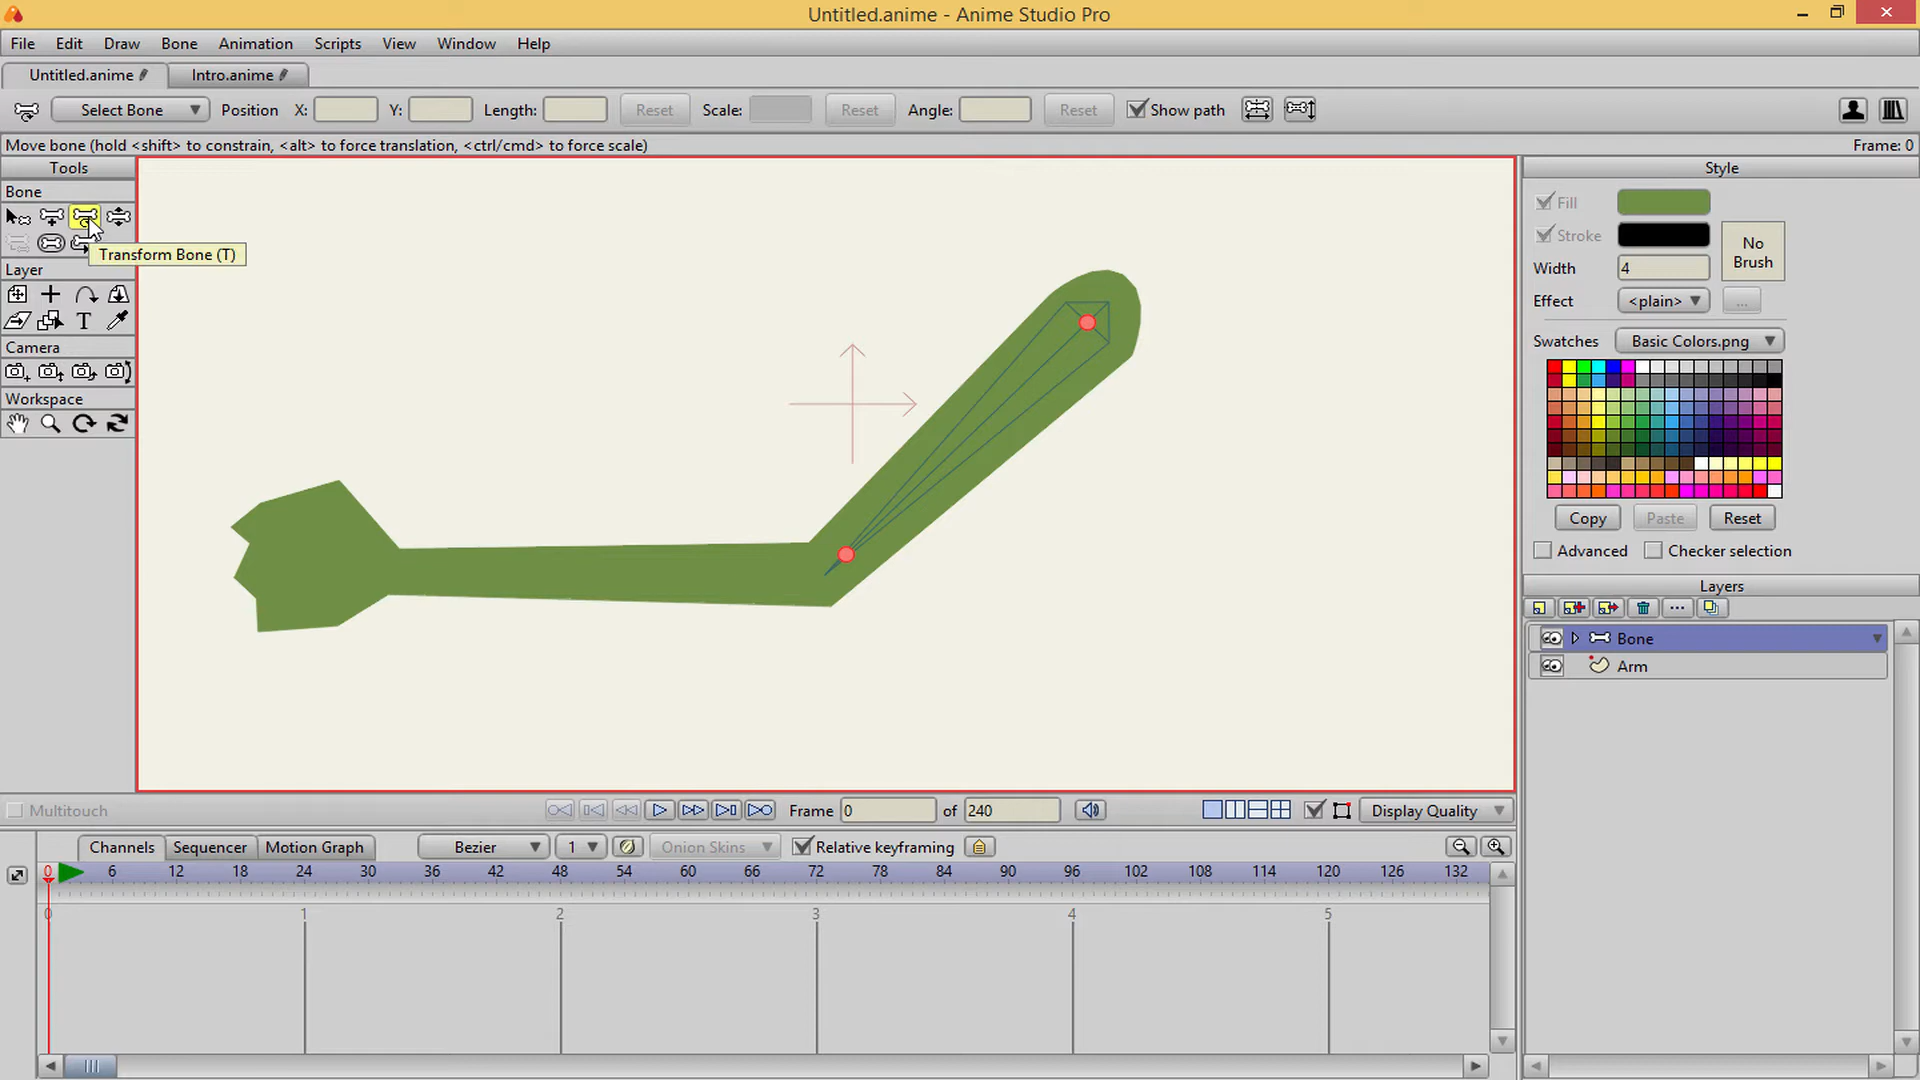 Untitled.anime - Anime Studio Pro
File Edit Draw Bone Animation Scripts View Window Help
Untitled.anime Intro.anime
Select Bone Position X: Y: Length: Reset Scale: Reset Angle: Reset Show path
Move bone (hold <shift> to constrain, <alt> to force translation, <ctrl/cmd> to force scale) Frame: 0
Tools
Bone
Transform Bone (T)
Layer
T
Camera
Workspace
Style
Fill
Stroke
No Brush
Width 4
Effect <plain> ...
Swatches Basic Colors.png
Copy Paste Reset
Advanced Checker selection
Layers
Bone
Arm
Multitouch Frame 0 of 240 Display Quality
Channels Sequencer Motion Graph Bezier 1 Onion Skins Relative keyframing
0 6 12 18 24 30 36 42 48 54 60 66 72 78 84 90 96 102 108 114 120 126 132
0 1 2 3 4 5